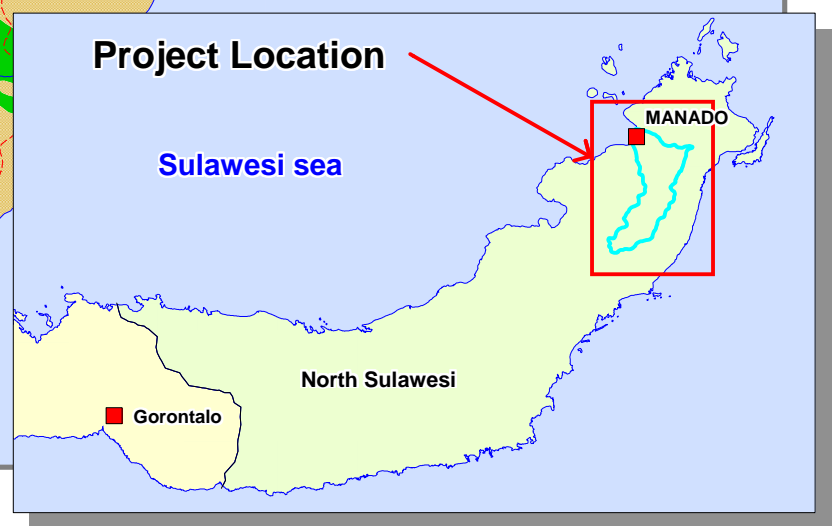 Project Location
MANADO
Sulawesi sea
North Sulawesi
Gorontalo